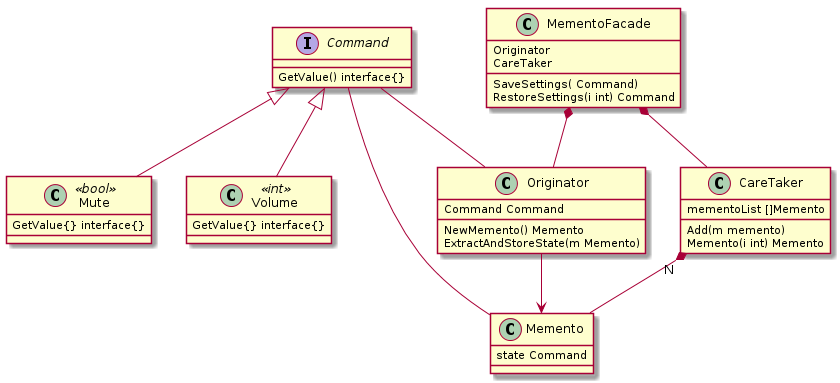 C MementoFacade
Originator
CareTaker
SaveSettings( Command)
RestoreSettings(i int) Command
I Command
GetValue() interface{}
C «bool»
Mute
GetValue{} interface{}
C «int»
Volume
GetValue{} interface{}
C Originator
Command Command
NewMemento() Memento
ExtractAndStoreState(m Memento)
C CareTaker
mementoList []Memento
Add(m memento)
Memento(i int) Memento
N
C Memento
state Command